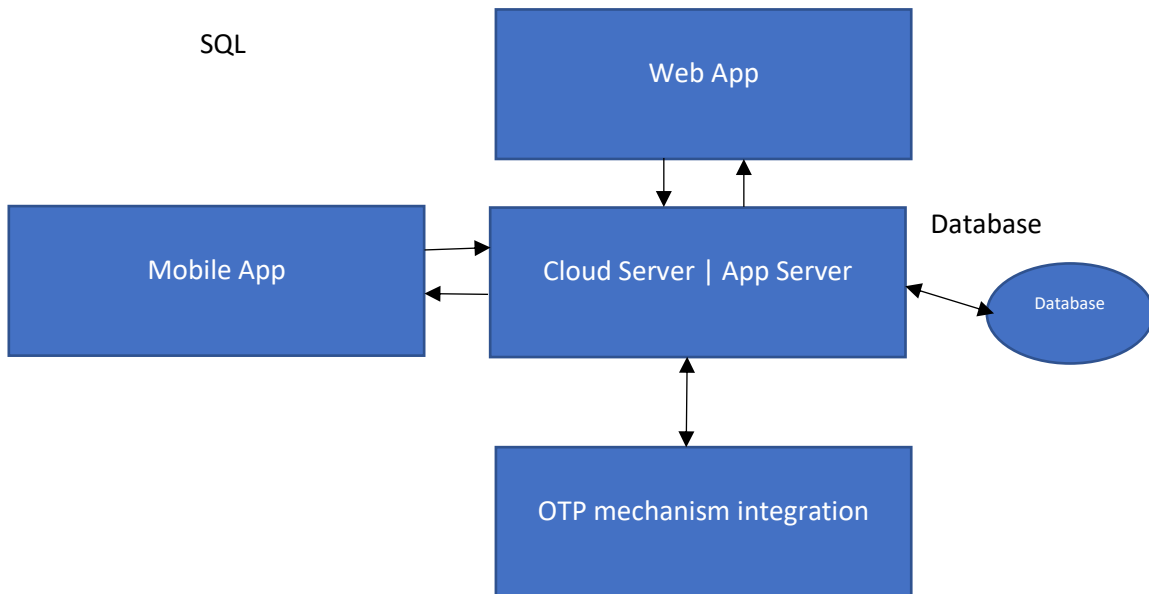 SQL
Web App
Database
Mobile App
Cloud Server | App Server
Database
OTP mechanism integration